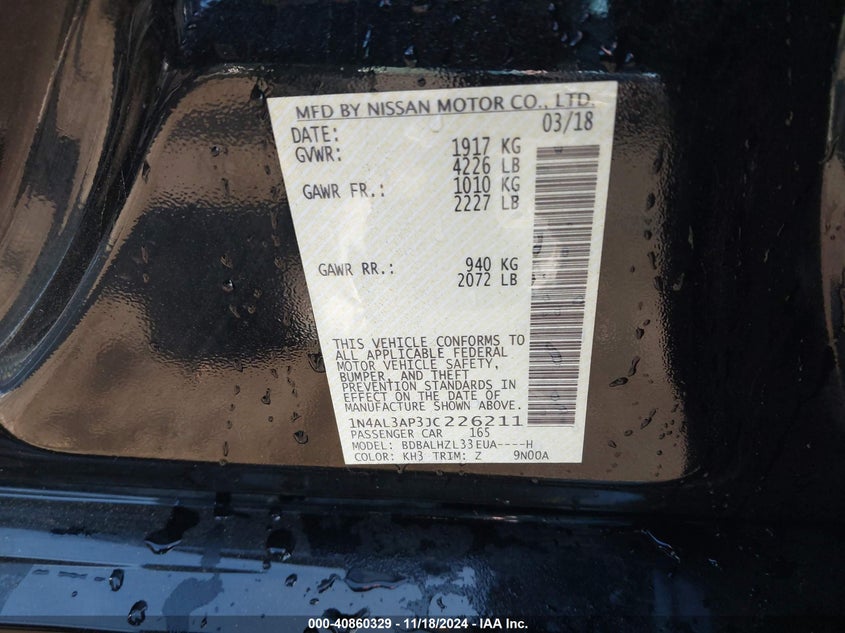 MFD BY NISSAN MOTOR CO., LTD.
DATE: 03/18
GVWR: 1917 KG
4226 LB
GAWR FR.: 1010 KG
2227 LB
GAWR RR.: 940 KG
2072 LB
THIS VEHICLE CONFORMS TO
ALL APPLICABLE FEDERAL
MOTOR VEHICLE SAFETY,
BUMPER, AND THEFT
PREVENTION STANDARDS IN
EFFECT ON THE DATE OF
MANUFACTURE SHOWN ABOVE.
1N4AL3AP3JC226211
PASSENGER CAR 165
MODEL: BDBALHZL33EUA----H
COLOR: KH3 TRIM: Z 9N00A
000-40860329 - 11/18/2024 - IAA Inc.